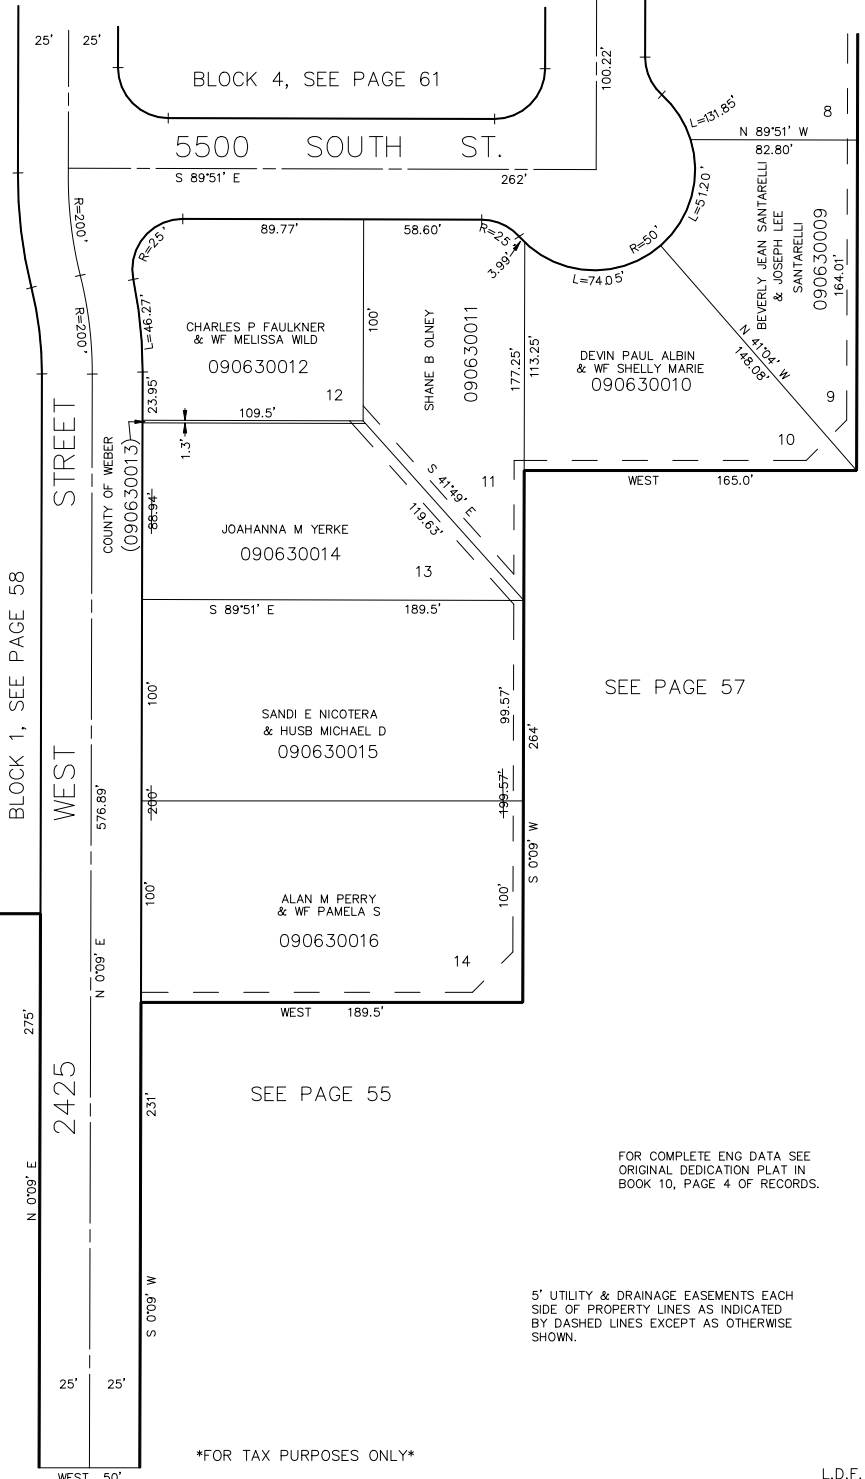 25' 25'
BLOCK 4, SEE PAGE 61
100.22'
L=131.85'
8
N 89°51' W
82.80'
5500 SOUTH ST.
S 89°51' E
262'
R=200'
R=200'
R=25'
89.77'
58.60'
R=25'
3.99'
L=74.05'
R=50'
L=51.20'
BEVERLY JEAN SANTARELLI
& JOSEPH LEE
SANTARELLI
090630009
164.01'
L=46.27'
CHARLES P FAULKNER
& WF MELISSA WILD
090630012
12
100'
SHANE B OLNEY
090630011
11
177.25'
113.25'
DEVIN PAUL ALBIN
& WF SHELLY MARIE
090630010
10
N 41°04' W
148.08'
9
23.95'
109.5'
1.3'
COUNTY OF WEBER
(090630013)
88.94'
S 41°49' E
119.63'
WEST 165.0'
JOAHANNA M YERKE
090630014
13
S 89°51' E 189.5'
BLOCK 1, SEE PAGE 58
2425 WEST STREET
576.89'
N 0°09' E
100'
200'
100'
SANDI E NICOTERA
& HUSB MICHAEL D
090630015
99.57'
199.57'
100'
264'
S 0°09' W
SEE PAGE 57
ALAN M PERRY
& WF PAMELA S
090630016
14
WEST 189.5'
275'
N 0°09' E
231'
S 0°09' W
SEE PAGE 55
FOR COMPLETE ENG DATA SEE
ORIGINAL DEDICATION PLAT IN
BOOK 10, PAGE 4 OF RECORDS.
5' UTILITY & DRAINAGE EASEMENTS EACH
SIDE OF PROPERTY LINES AS INDICATED
BY DASHED LINES EXCEPT AS OTHERWISE
SHOWN.
25' 25'
WEST 50'
*FOR TAX PURPOSES ONLY*
L.D.F.